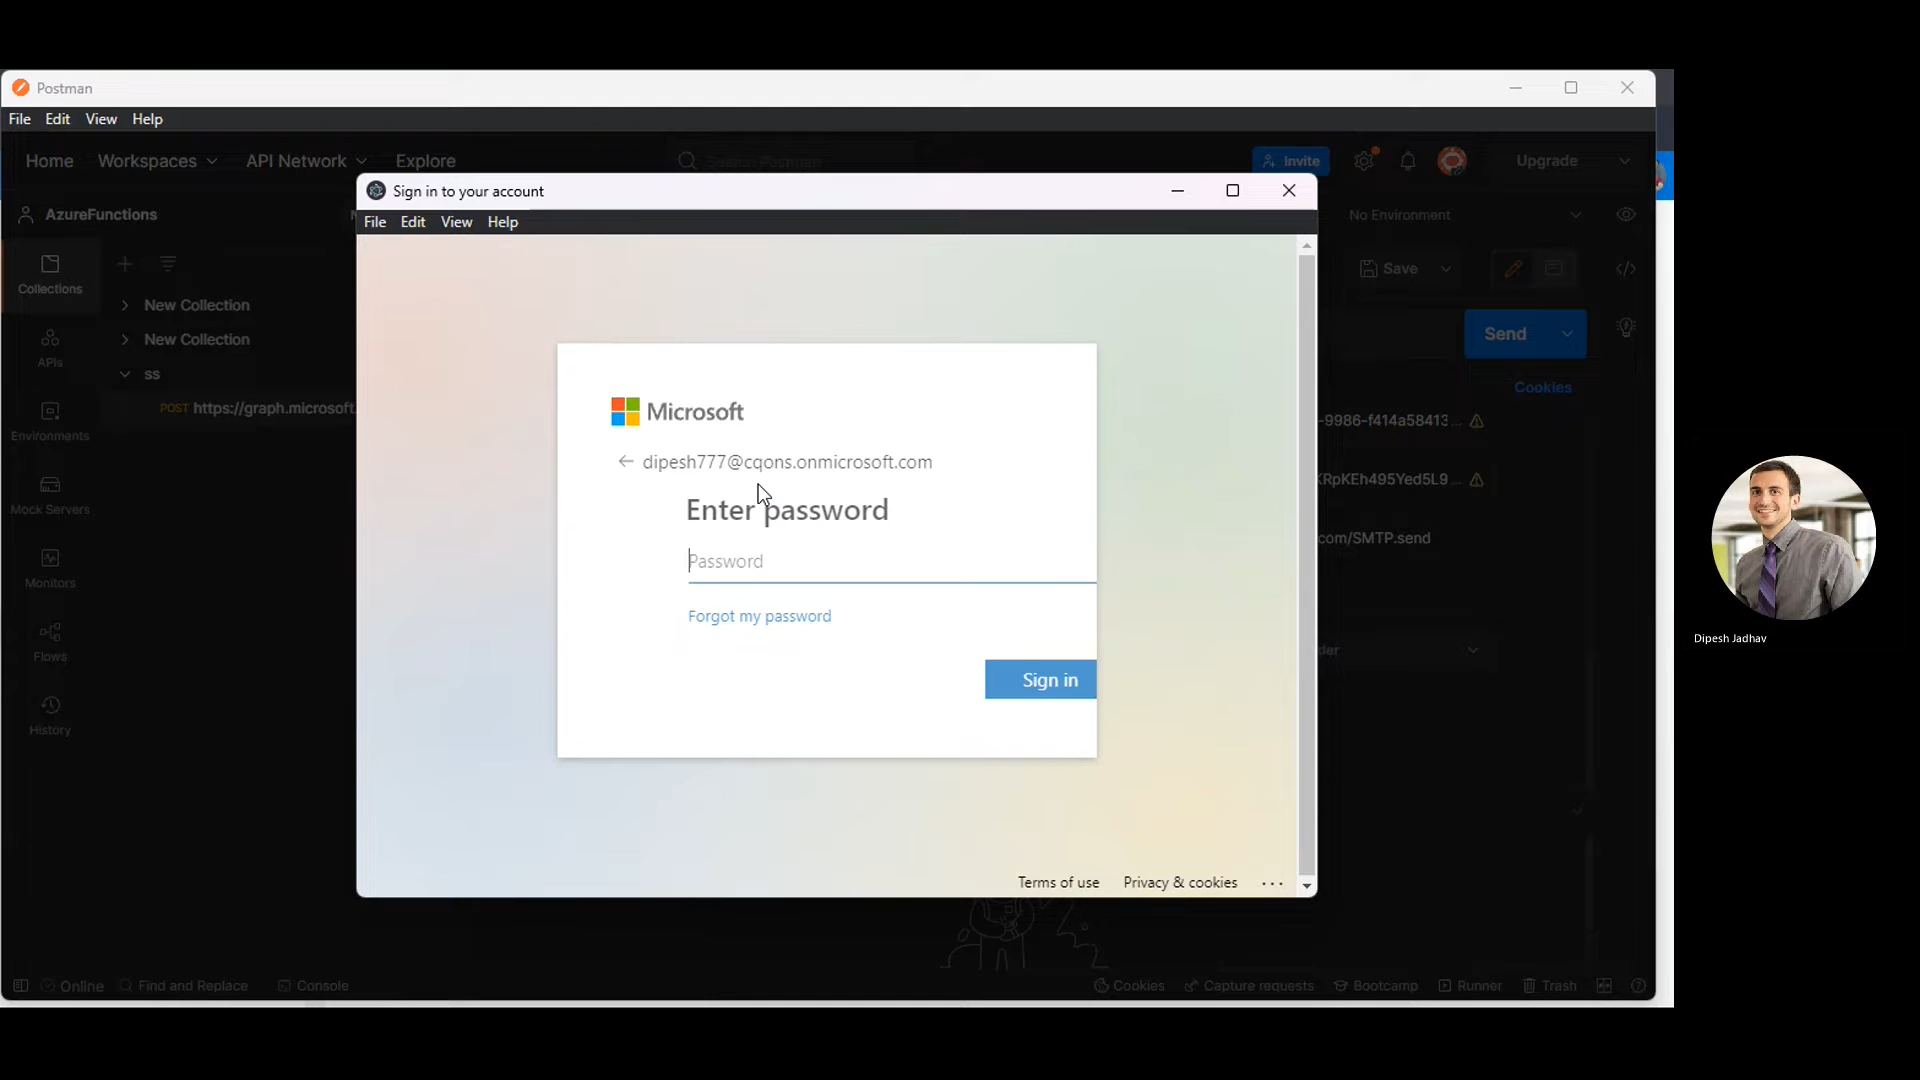 Postman
File Edit View Help
Home Workspaces API Network Explore Search Postman Invite Upgrade
Sign in to your account
AzureFunctions No Environment
File Edit View Help
Collections Save
New Collection
New Collection Send
APIs
ss Cookies
POST https://graph.microsoft. Microsoft -9986-f414a58413...
Environments
← dipesh777@cqons.onmicrosoft.com
KRpKEh495Yed5L9...
Mock Servers Enter password
com/SMTP.send
Password
Monitors
Forgot my password
Dipesh Jadhav
Flows der
Sign in
History
Terms of use Privacy & cookies ...
Online Find and Replace Console Cookies Capture requests Bootcamp Runner Trash